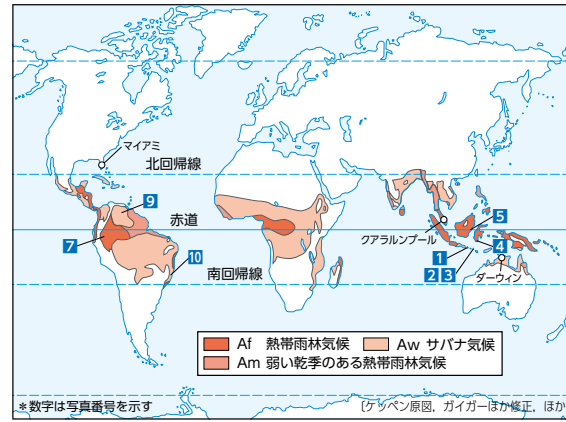 マイアミ
北回帰線
9
赤道
5
クアラルンプール
7
1
4
10
南回帰線
2 3
ダーウィン
Af 熱帯雨林気候
Aw サバナ気候
Am 弱い乾季のある熱帯雨林気候
*数字は写真番号を示す
〔ケッペン原図,ガイガーほか修正,ほか